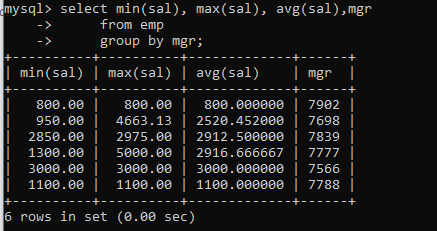 mysql> select min(sal), max(sal), avg(sal),mgr
    -> from emp
    -> group by mgr;
+----------+----------+-------------+------+
| min(sal) | max(sal) | avg(sal)    | mgr  |
+----------+----------+-------------+------+
|   800.00 |   800.00 |  800.000000 | 7902 |
|   950.00 |  4663.13 | 2520.452000 | 7698 |
|  2850.00 |  2975.00 | 2912.500000 | 7839 |
|  1300.00 |  5000.00 | 2916.666667 | 7777 |
|  3000.00 |  3000.00 | 3000.000000 | 7566 |
|  1100.00 |  1100.00 | 1100.000000 | 7788 |
+----------+----------+-------------+------+
6 rows in set (0.00 sec)